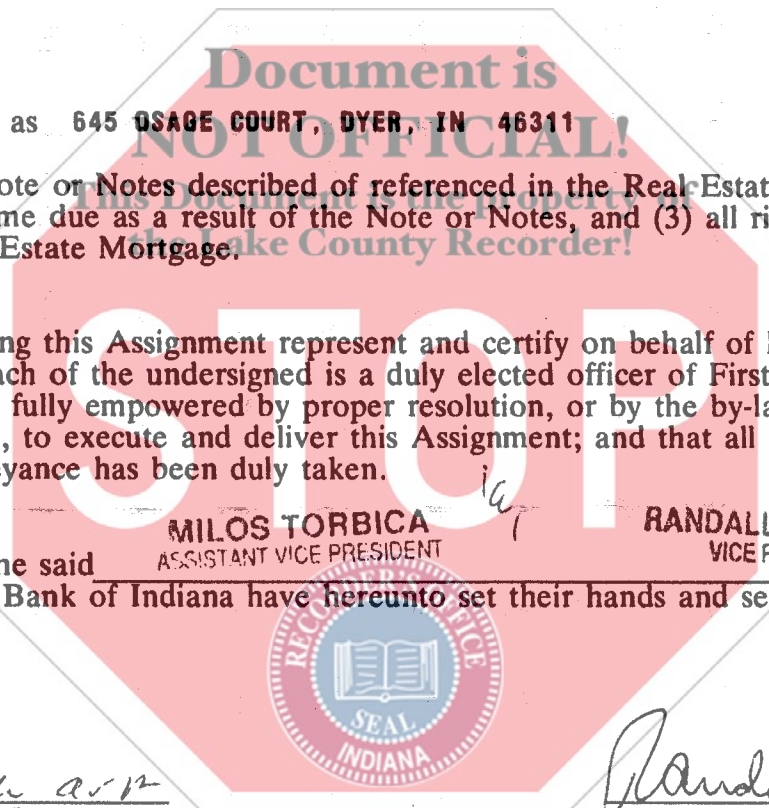 Document is
as 645 OSAGE COURT, DYER, IN 46311
NOT OFFICIAL!
ote or Notes described of referenced in the Real Estat
This Document is the property of
me due as a result of the Note or Notes, and (3) all ri
the Lake County Recorder!
Estate Mortgage.
STOP
ng this Assignment represent and certify on behalf of
ach of the undersigned is a duly elected officer of First
fully empowered by proper resolution, or by the by-la
, to execute and deliver this Assignment; and that all
yance has been duly taken.
MILOS TORBICA RANDALL
ASSISTANT VICE PRESIDENT VICE P
he said
Bank of Indiana have hereunto set their hands and se
RECORDER'S OFFICE
SEAL
INDIANA
Rand